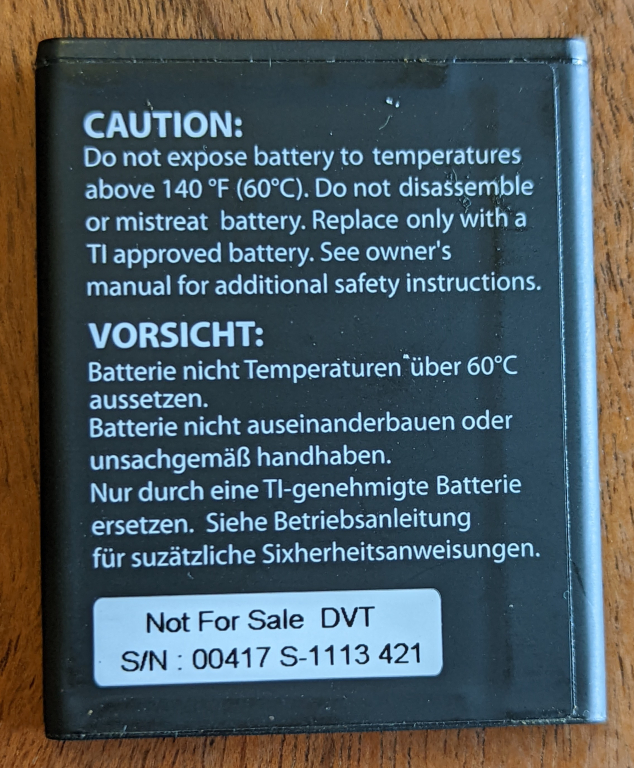 CAUTION:
Do not expose battery to temperatures
above 140 °F (60°C). Do not disassemble
or mistreat battery. Replace only with a
TI approved battery. See owner's
manual for additional safety instructions.
VORSICHT:
Batterie nicht Temperaturen über 60°C
aussetzen.
Batterie nicht auseinanderbauen oder
unsachgemäß handhaben.
Nur durch eine TI-genehmigte Batterie
ersetzen. Siehe Betriebsanleitung
für suzätzliche Sixherheitsanweisungen.
Not For Sale DVT
S/N : 00417 S-1113 421